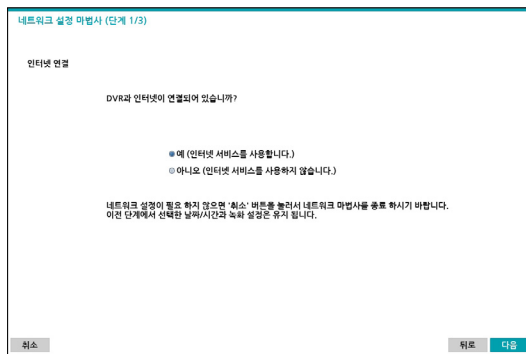 네트워크 설정 마법사 (단계 1/3)
인터넷 연결
DVR과 인터넷이 연결되어 있습니까?
예 (인터넷 서비스를 사용합니다.)
아니오 (인터넷 서비스를 사용하지 않습니다.)
네트워크 설정이 필요 하지 않으면 '취소' 버튼을 눌러서 네트워크 마법사를 종료 하시기 바랍니다.
이전 단계에서 선택한 날짜/시간과 녹화 설정은 유지 됩니다.
취소 뒤로 다음